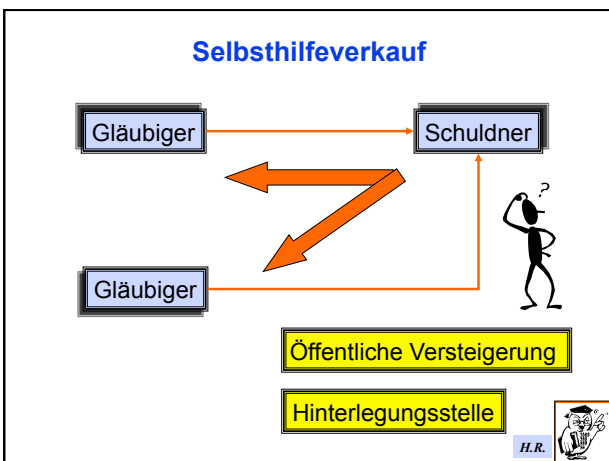 Selbsthilfeverkauf
Gläubiger
Schuldner
?
Gläubiger
Öffentliche Versteigerung
Hinterlegungsstelle
H.R.